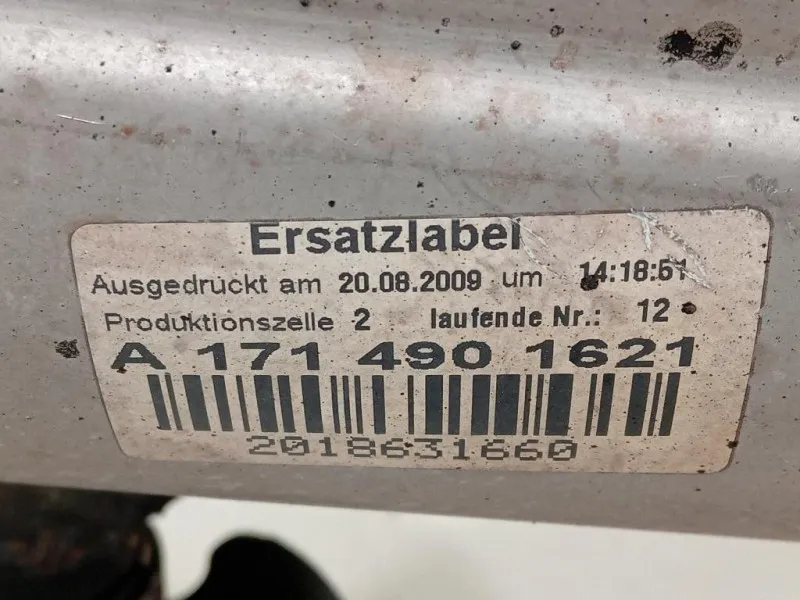 Ersatzlabel
Ausgedruckt am 20.08.2009 um 14:18:51
Produktionszelle 2 laufende Nr.: 12
A 171 490 1621
2018631660